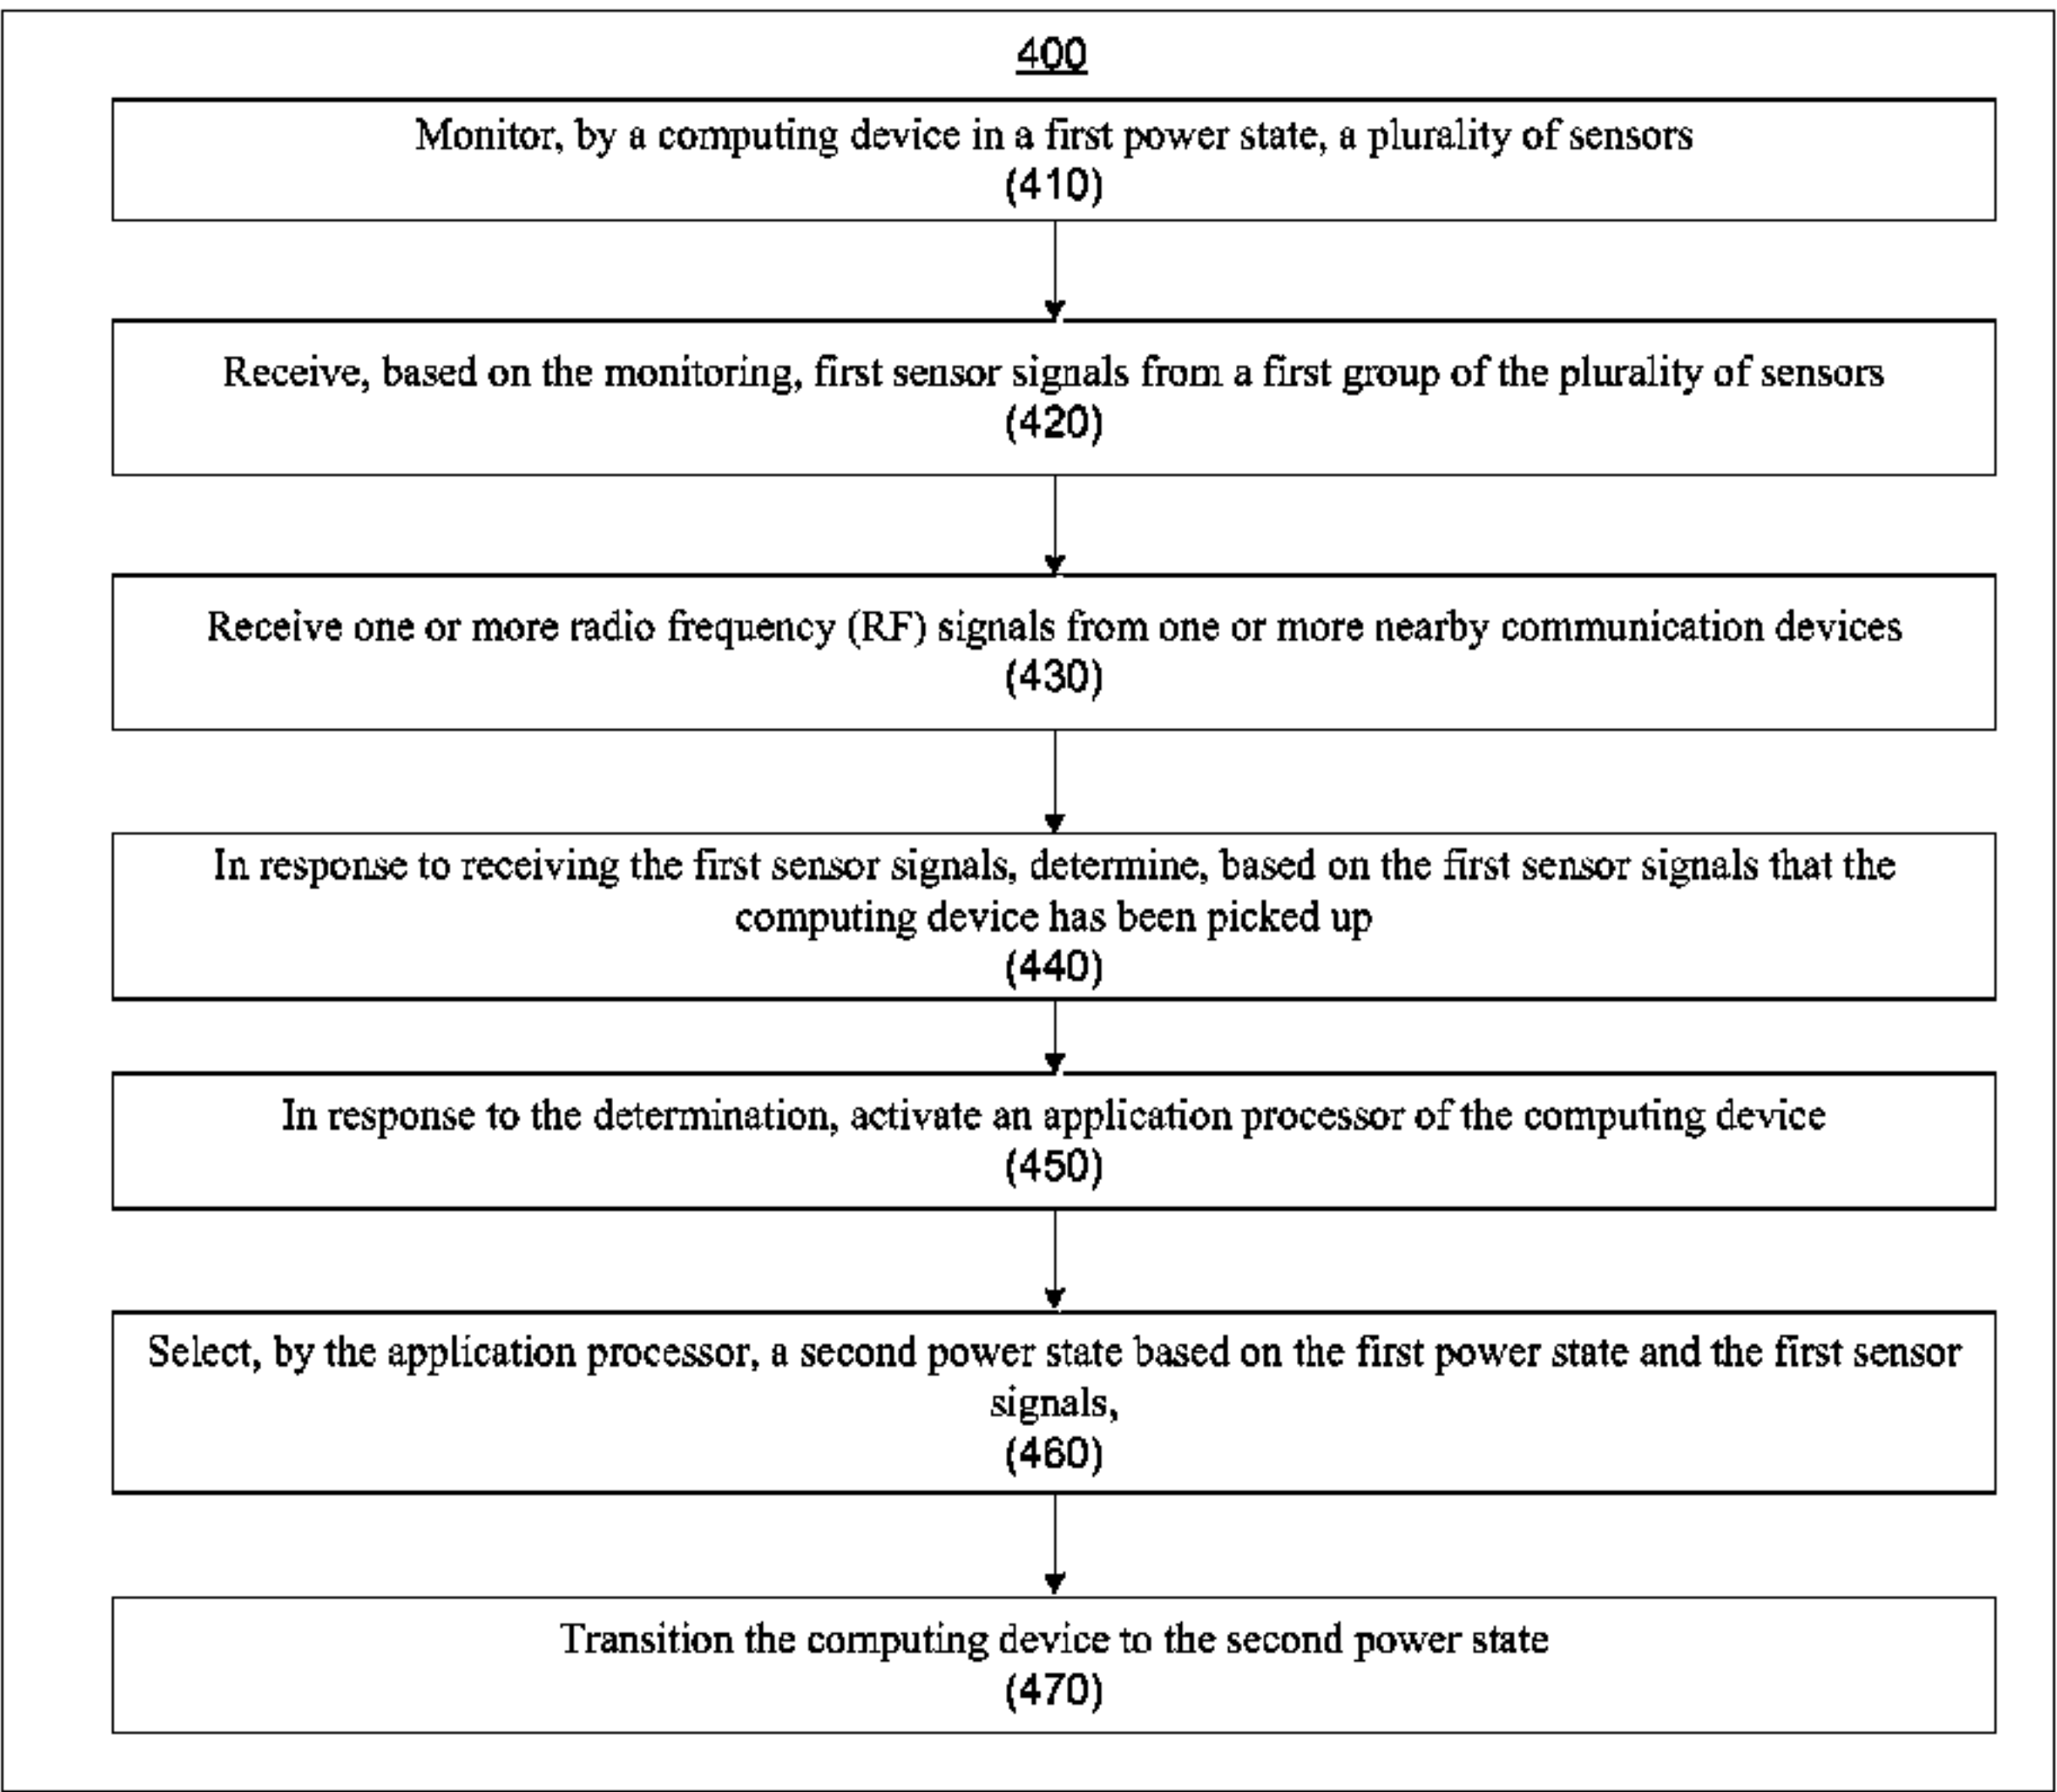 400
Monitor, by a computing device in a first power state, a plurality of sensors
(410)
Receive, based on the monitoring, first sensor signals from a first group of the plurality of sensors
(420)
Receive one or more radio frequency (RF) signals from one or more nearby communication devices
(430)
In response to receiving the first sensor signals, determine, based on the first sensor signals that the
computing device has been picked up
(440)
In response to the determination, activate an application processor of the computing device
(450)
Select, by the application processor, a second power state based on the first power state and the first sensor
signals,
(460)
Transition the computing device to the second power state
(470)